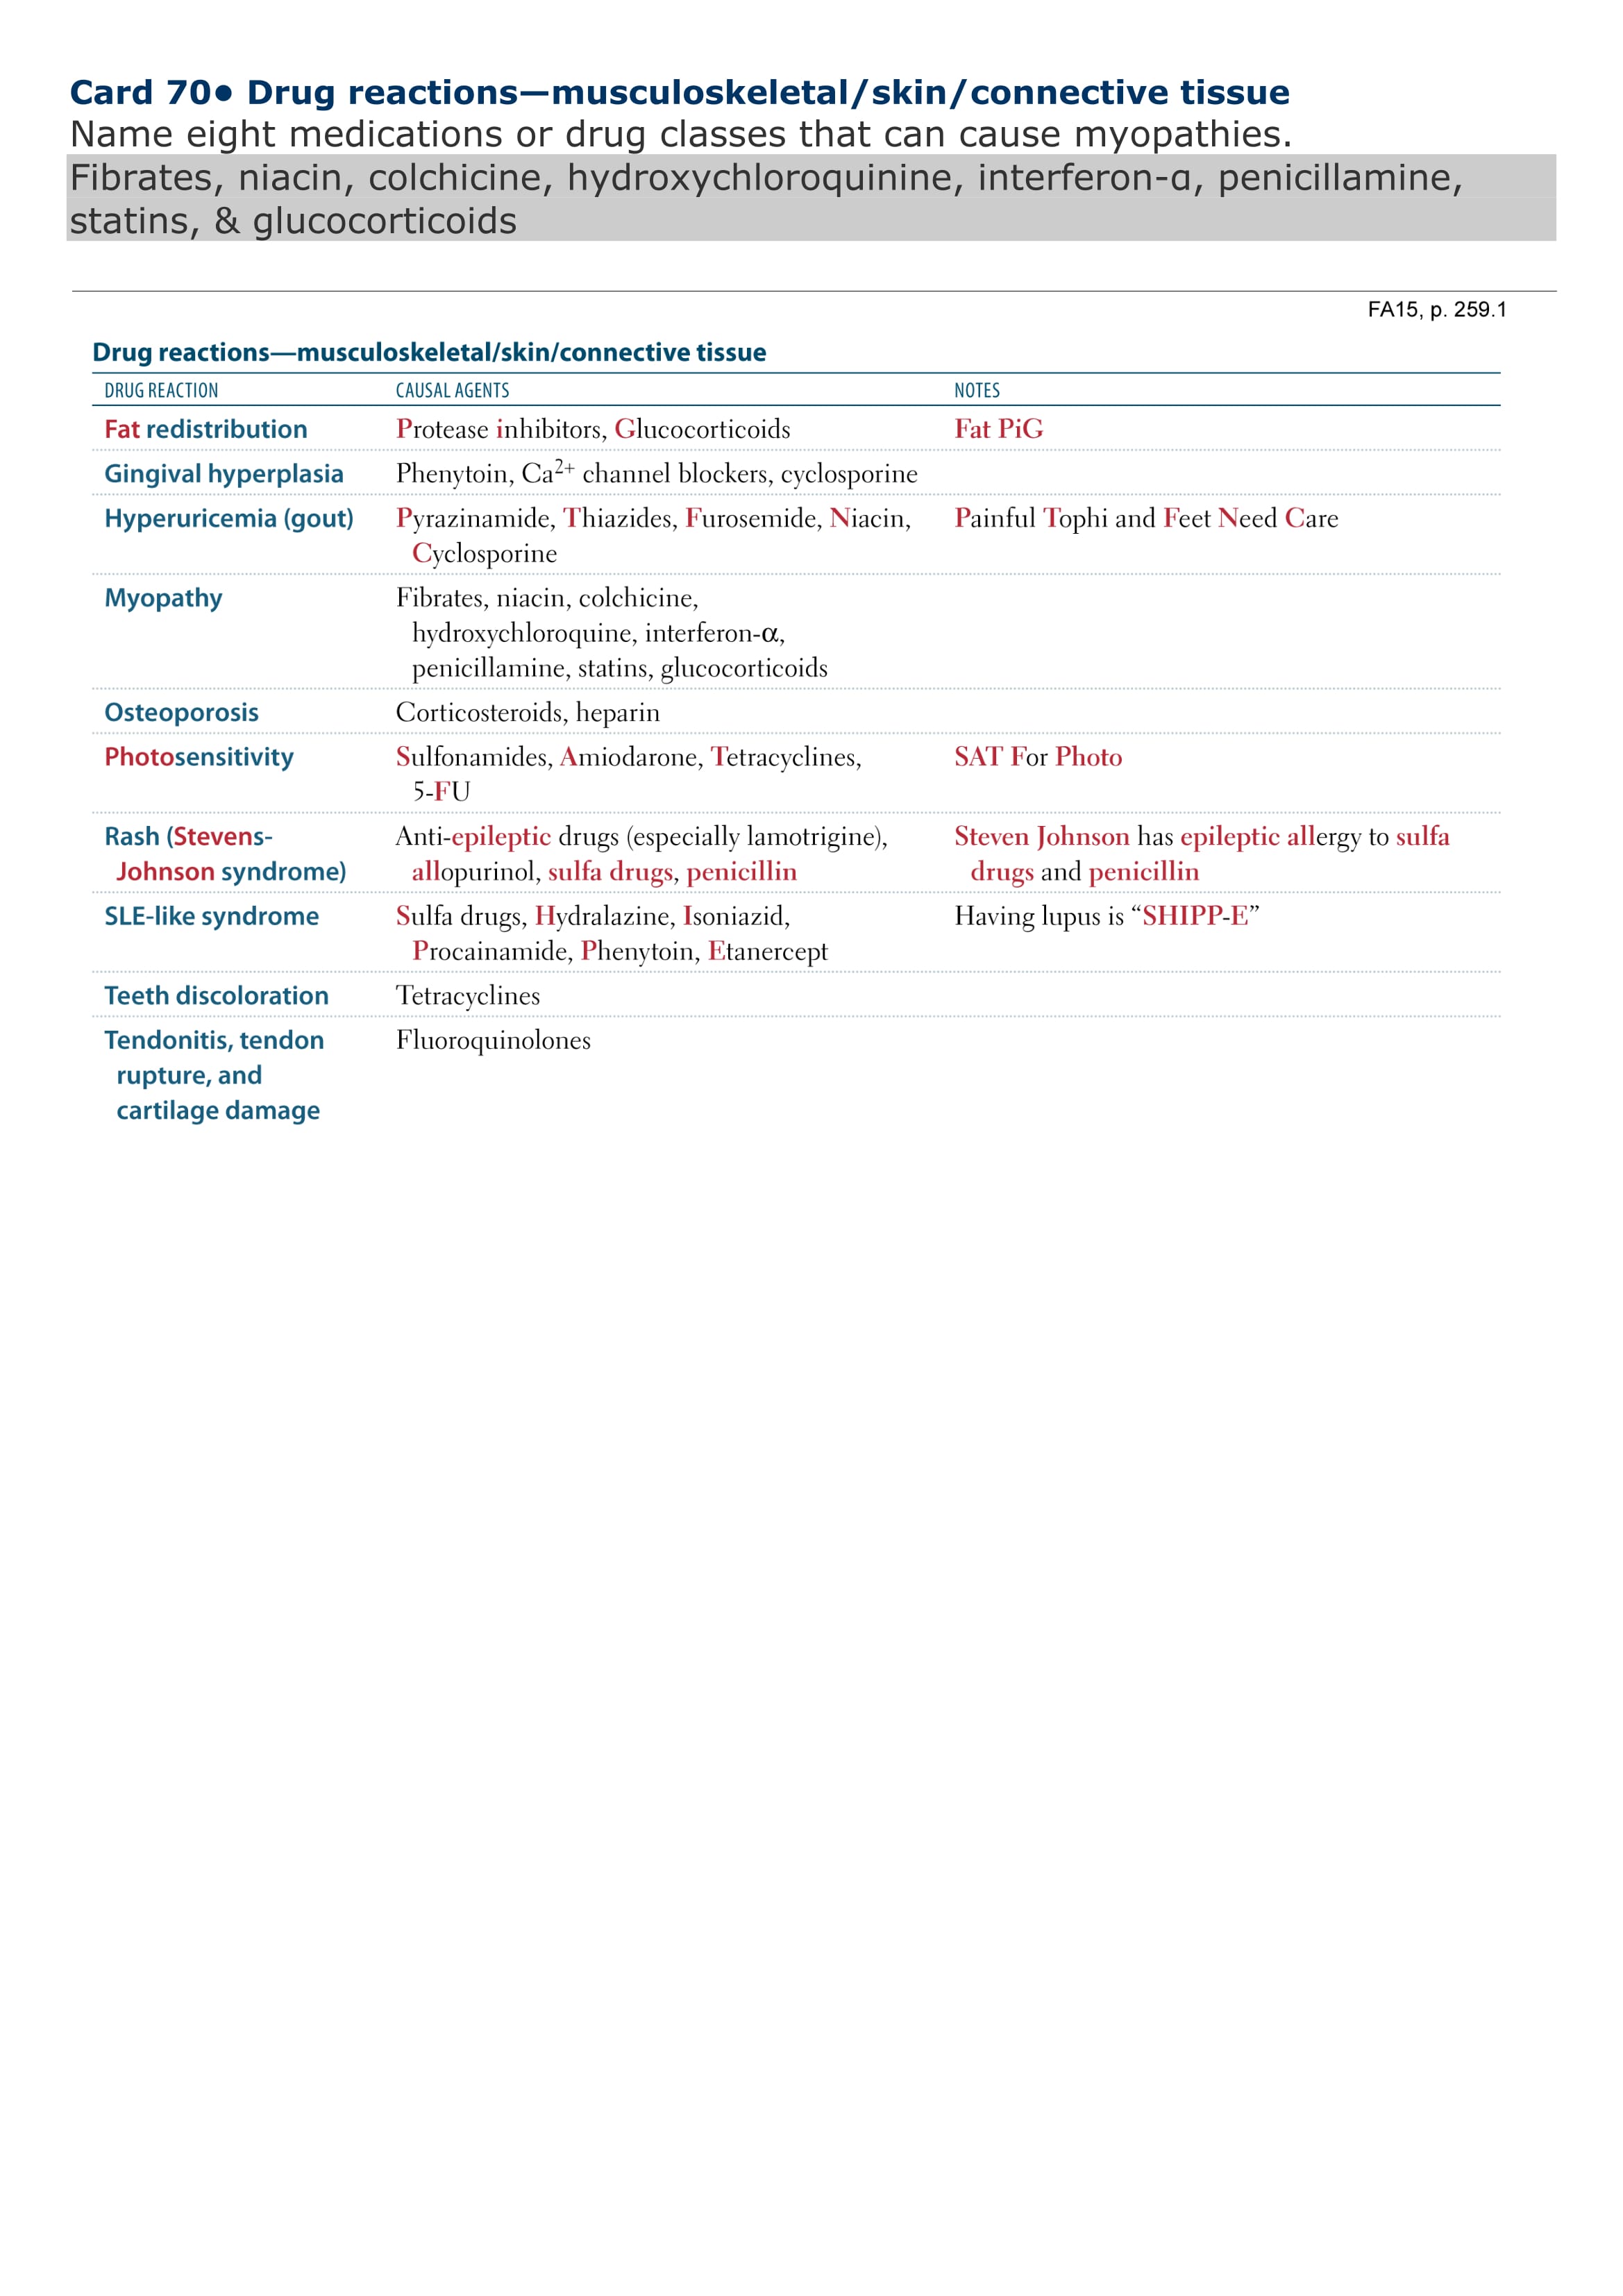 Card 70● Drug reactions—musculoskeletal/skin/connective tissue
Name eight medications or drug classes that can cause myopathies.
Fibrates, niacin, colchicine, hydroxychloroquinine, interferon-α, penicillamine,
statins, & glucocorticoids
FA15, p. 259.1
Drug reactions—musculoskeletal/skin/connective tissue
DRUG REACTION CAUSAL AGENTS NOTES
Fat redistribution Protease inhibitors, Glucocorticoids Fat PiG
Gingival hyperplasia Phenytoin, Ca2+ channel blockers, cyclosporine
Hyperuricemia (gout) Pyrazinamide, Thiazides, Furosemide, Niacin, Painful Tophi and Feet Need Care
Cyclosporine
Myopathy Fibrates, niacin, colchicine,
hydroxychloroquine, interferon-α,
penicillamine, statins, glucocorticoids
Osteoporosis Corticosteroids, heparin
Photosensitivity Sulfonamides, Amiodarone, Tetracyclines, SAT For Photo
5-FU
Rash (Stevens- Anti-epileptic drugs (especially lamotrigine), Steven Johnson has epileptic allergy to sulfa
Johnson syndrome) allopurinol, sulfa drugs, penicillin drugs and penicillin
SLE-like syndrome Sulfa drugs, Hydralazine, Isoniazid, Having lupus is “SHIPP-E”
Procainamide, Phenytoin, Etanercept
Teeth discoloration Tetracyclines
Tendonitis, tendon Fluoroquinolones
rupture, and
cartilage damage